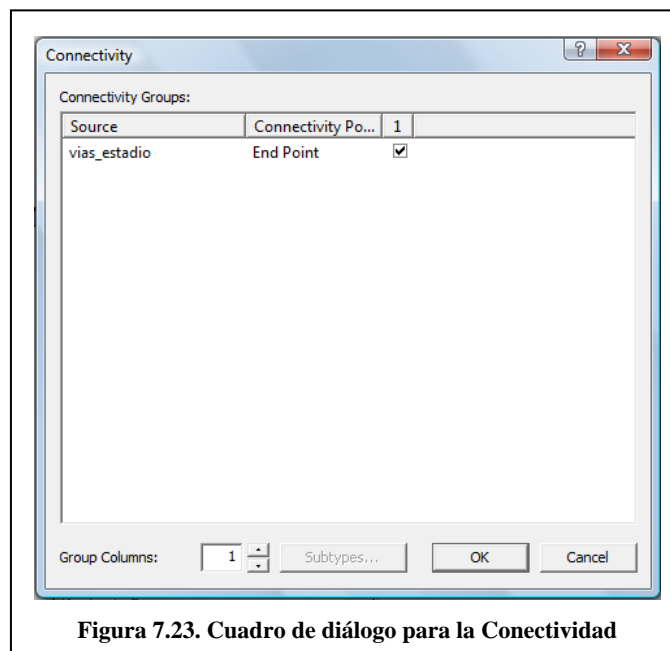 Connectivity
Connectivity Groups:
Source Connectivity Po... 1
vias_estadio End Point
Group Columns: 1 Subtypes... OK Cancel
Figura 7.23. Cuadro de diálogo para la Conectividad